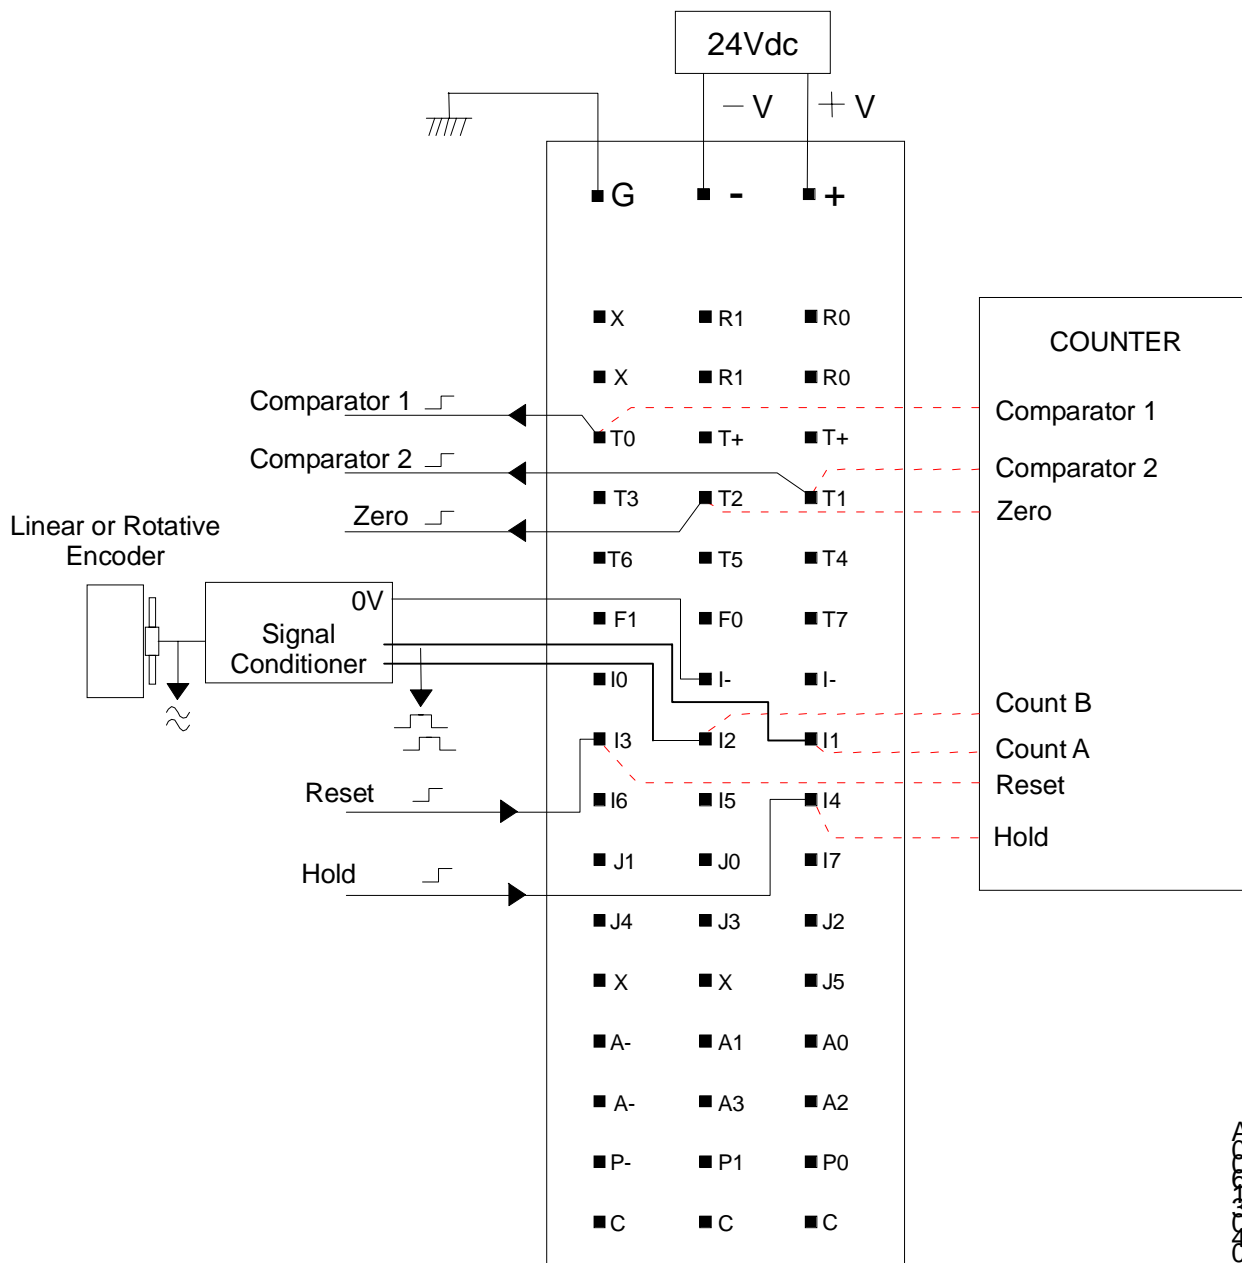 24Vdc
— V + V
G - +
X R1 R0
COUNTER
X R1 R0
Comparator 1
Comparator 1
T0 T+ T+
Comparator 2
Comparator 2
T3 T2 T1
Zero
Zero
Linear or Rotative
Encoder
T6 T5 T4
0V
F1 F0 T7
Signal
Conditioner
I0 I- I-
Count B
I3 I2 I1
Count A
Reset
Reset
I6 I5 I4
Hold
Hold
J1 J0 I7
J4 J3 J2
X X J5
A- A1 A0
A- A3 A2
P- P1 P0
C C C